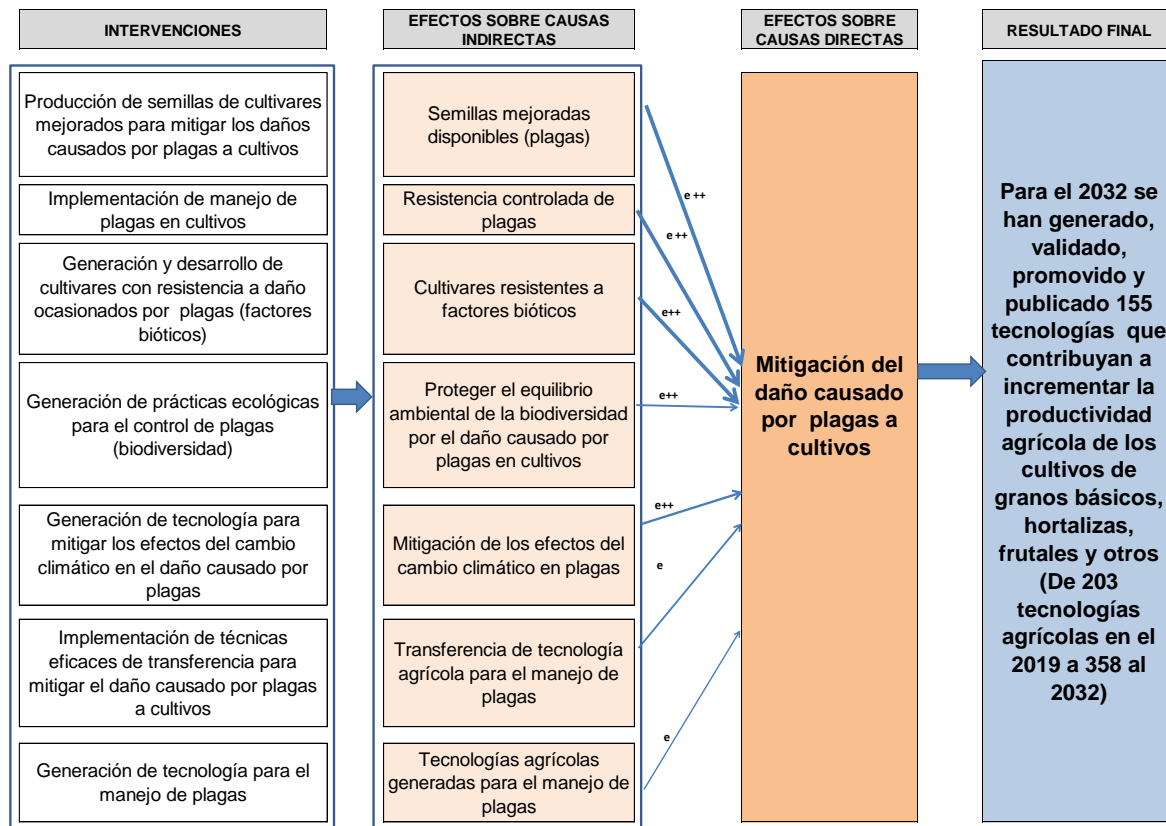 INTERVENCIONES
EFECTOS SOBRE CAUSAS
INDIRECTAS
EFECTOS SOBRE
CAUSAS DIRECTAS
RESULTADO FINAL
Producción de semillas de cultivares
mejorados para mitigar los daños
causados por plagas a cultivos
Implementación de manejo de
plagas en cultivos
Generación y desarrollo de
cultivares con resistencia a daño
ocasionados por plagas (factores
bióticos)
Generación de prácticas ecológicas
para el control de plagas
(biodiversidad)
Generación de tecnología para
mitigar los efectos del cambio
climático en el daño causado por
plagas
Implementación de técnicas
eficaces de transferencia para
mitigar el daño causado por plagas
a cultivos
Generación de tecnología para el
manejo de plagas
Semillas mejoradas
disponibles (plagas)
Resistencia controlada de
plagas
Cultivares resistentes a
factores bióticos
Proteger el equilibrio
ambiental de la biodiversidad
por el daño causado por
plagas en cultivos
Mitigación de los efectos del
cambio climático en plagas
Transferencia de tecnología
agrícola para el manejo de
plagas
Tecnologías agrícolas
generadas para el manejo de
plagas
e ++
e ++
e++
e++
e++
e
e
Mitigación del
daño causado
por plagas a
cultivos
Para el 2032 se
han generado,
validado,
promovido y
publicado 155
tecnologías que
contribuyan a
incrementar la
productividad
agrícola de los
cultivos de
granos básicos,
hortalizas,
frutales y otros
(De 203
tecnologías
agrícolas en el
2019 a 358 al
2032)